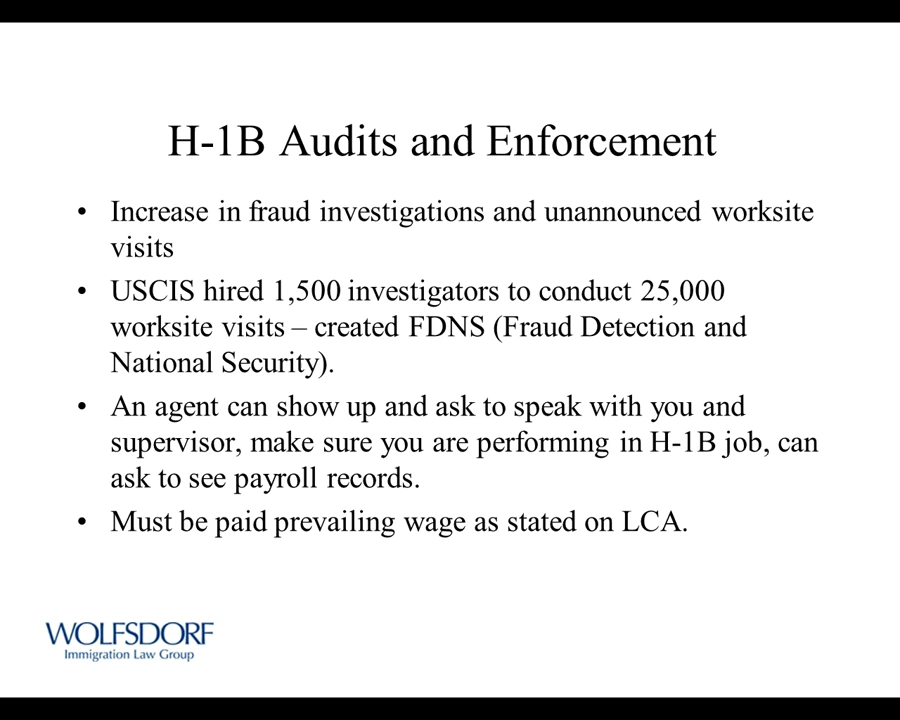 H-1B Audits and Enforcement
• Increase in fraud investigations and unannounced worksite
visits
• USCIS hired 1,500 investigators to conduct 25,000
worksite visits – created FDNS (Fraud Detection and
National Security).
• An agent can show up and ask to speak with you and
supervisor, make sure you are performing in H-1B job, can
ask to see payroll records.
• Must be paid prevailing wage as stated on LCA.
WOLFSDORF
Immigration Law Group